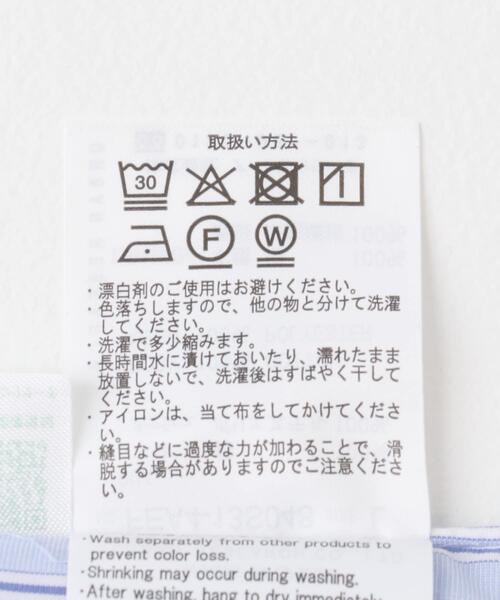 取扱い方法
30
F
W
・漂白剤のご使用はお避けください。
・色落ちしますので、他の物と分けて洗濯
してください。
・洗濯で多少縮みます。
・長時間水に漬けておいたり、濡れたまま
放置しないで、洗濯後はすばやく干して
ください。
・アイロンは、当て布をしてかけてくださ
い。
・縫目などに過度な力が加わることで、滑
脱する場合がありますのでご注意くださ
い。
・Wash separately from other products to
prevent color loss.
・Shrinking may occur during washing.
・After washing, hang to dry immediately